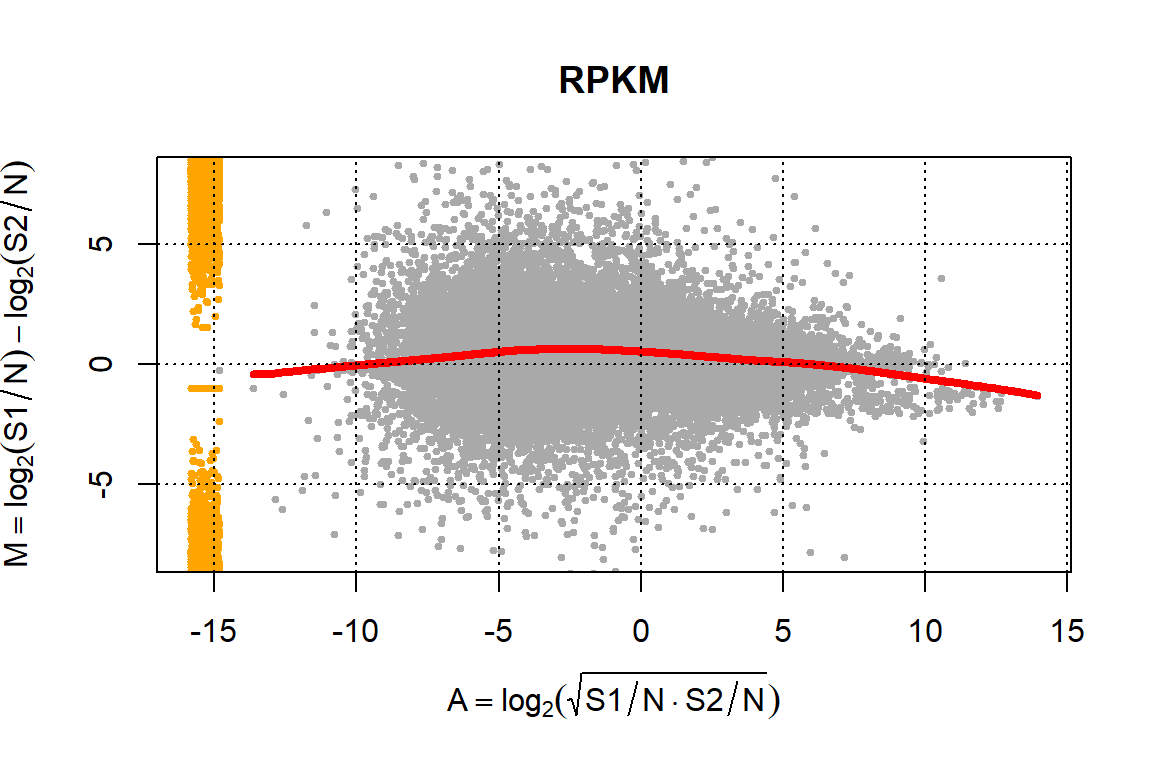 RPKM
M = log₂(S1/N) − log₂(S2/N)
5
0
-5
-15 -10 -5 0 5 10 15
A = log₂(√S1/N · S2/N)